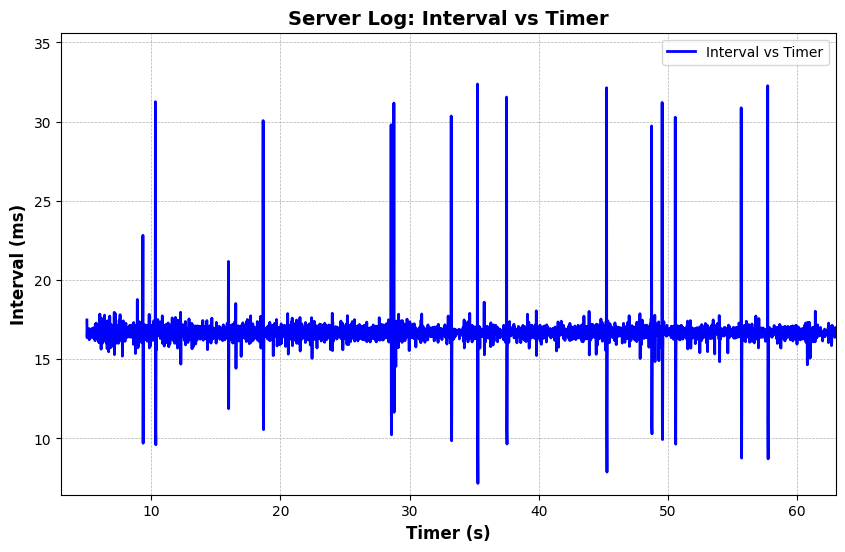 Server Log: Interval vs Timer
Interval vs Timer
Interval (ms)
35
30
25
20
15
10
10 20 30 40 50 60
Timer (s)